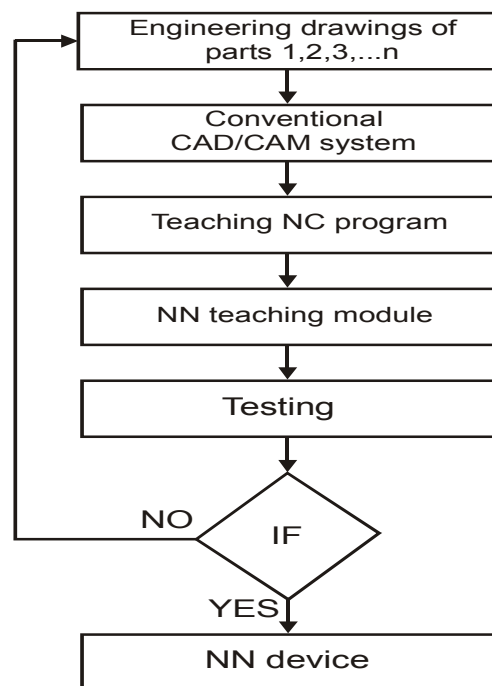 Engineering drawings of
parts 1,2,3,...n
Conventional
CAD/CAM system
Teaching NC program
NN teaching module
Testing
NO
IF
YES
NN device